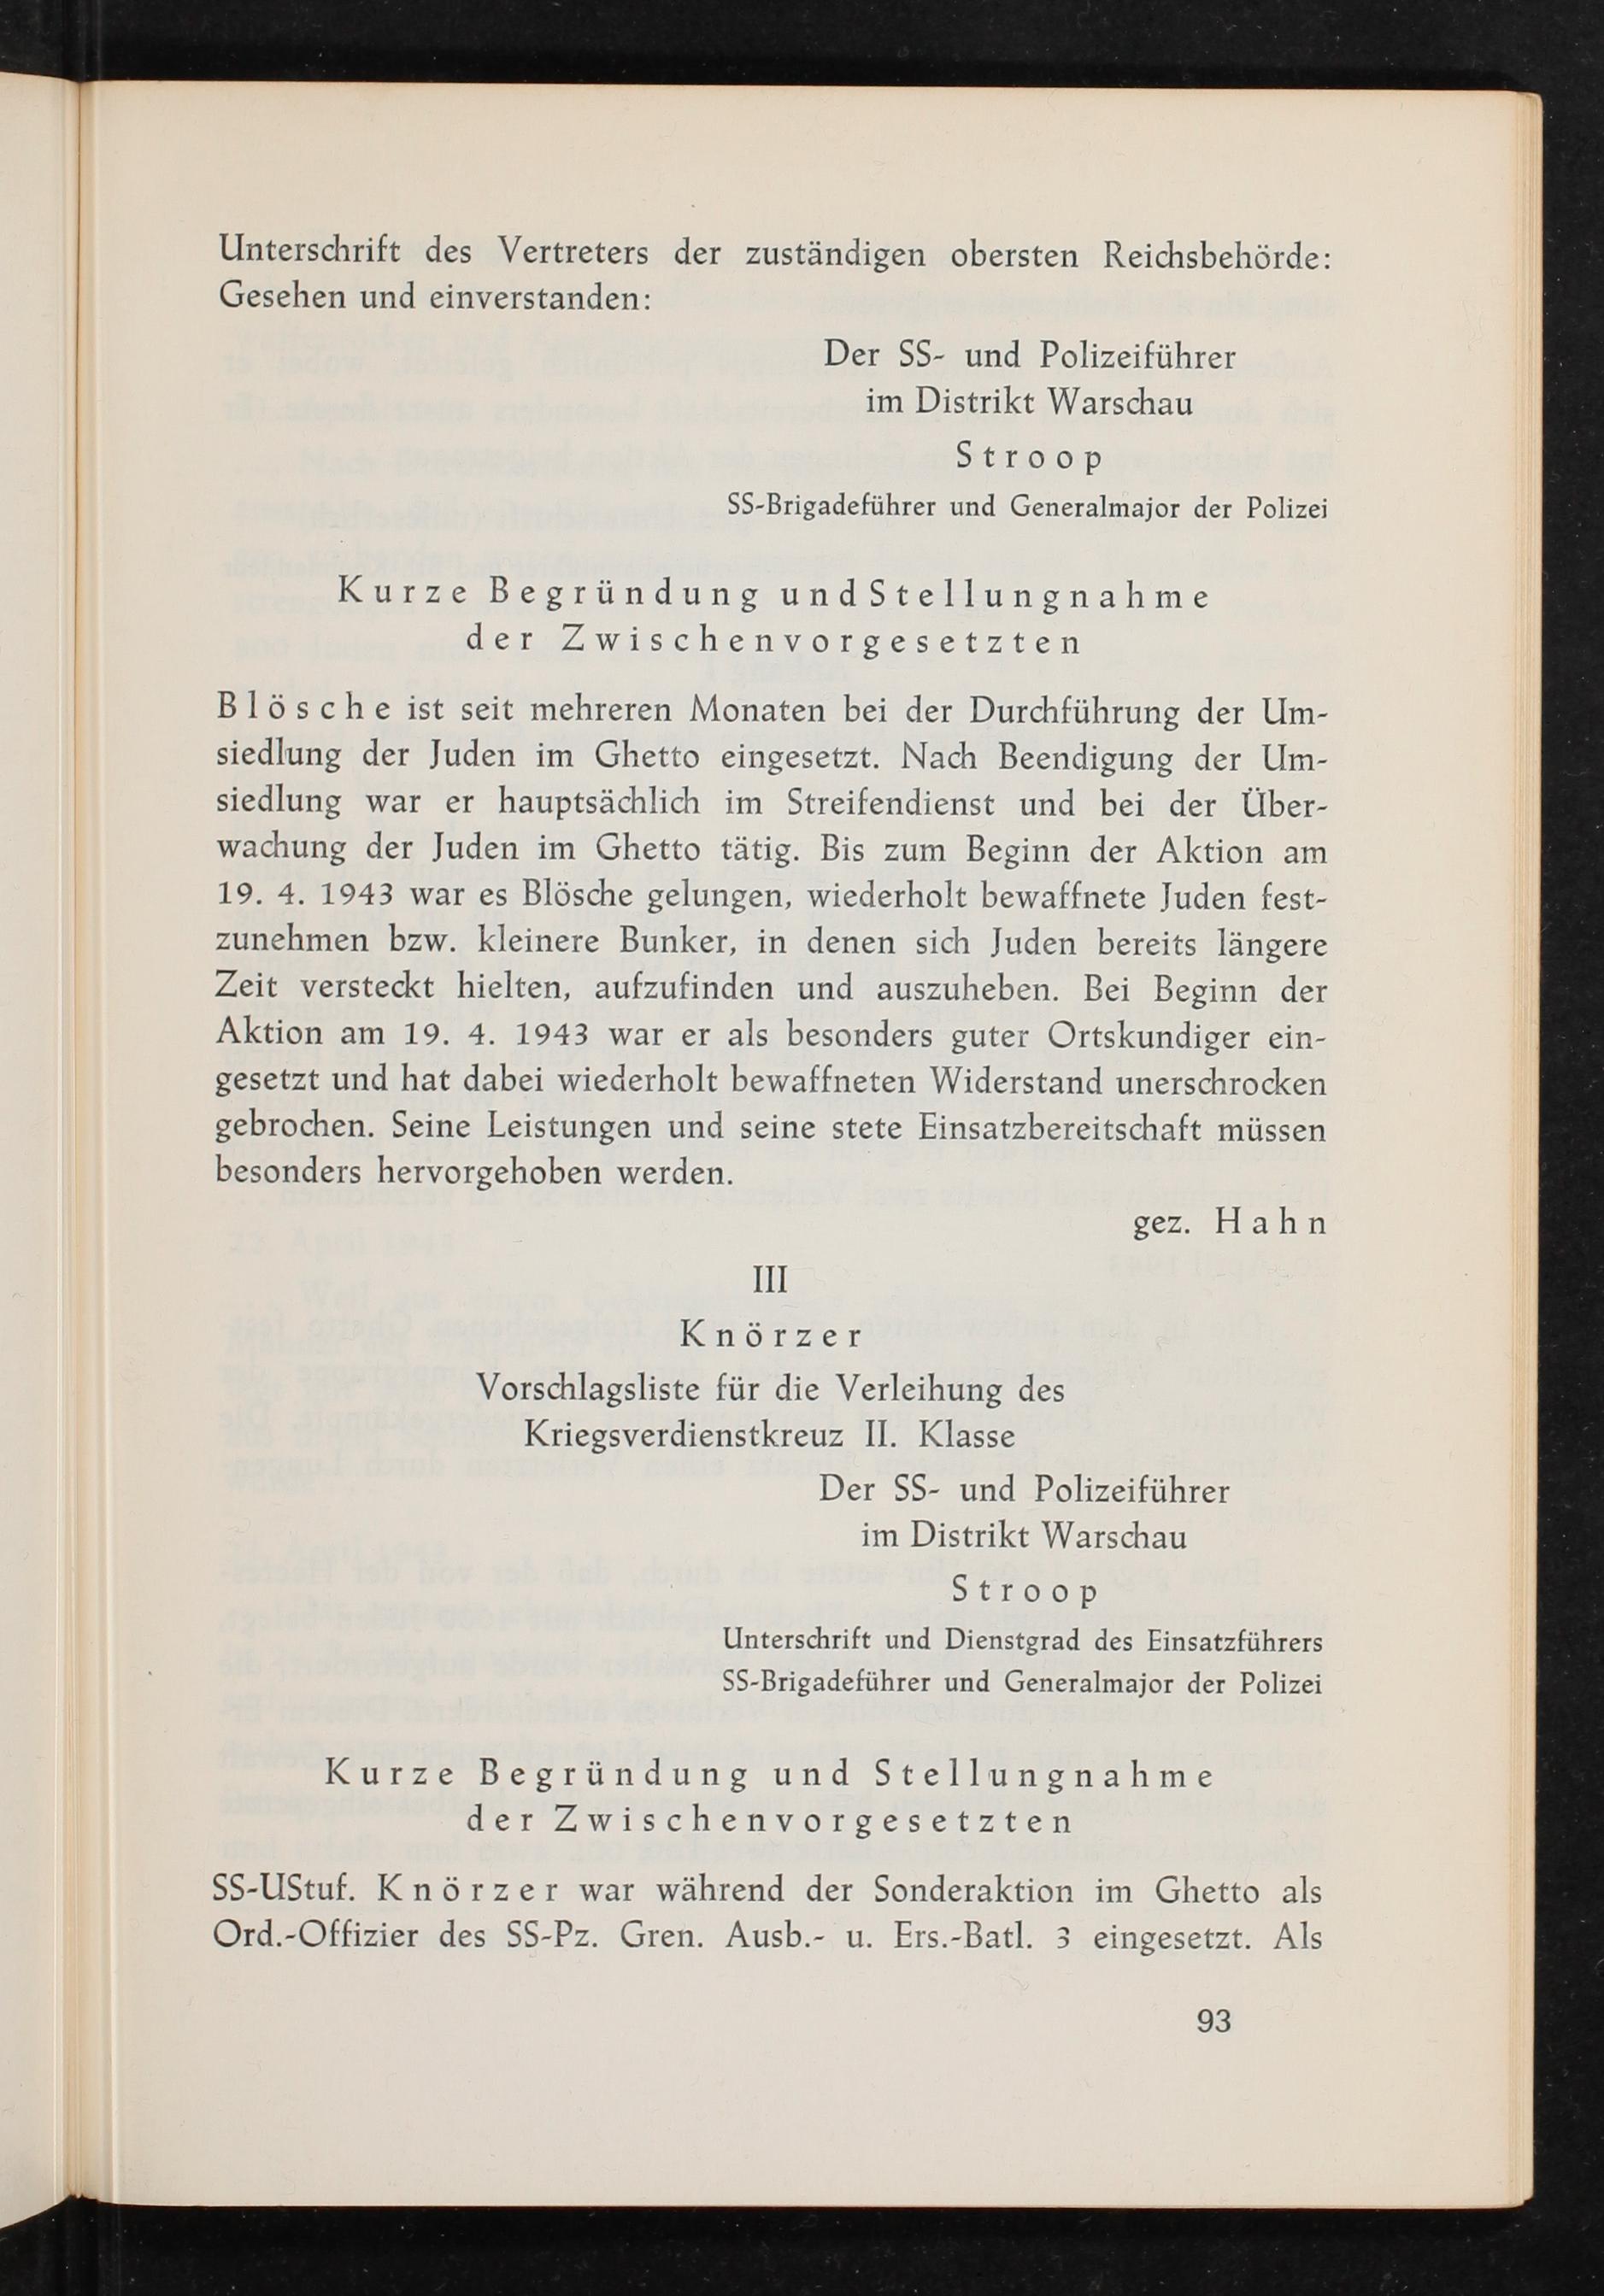 Unterschrift des Vertreters der zuständigen obersten Reichsbehörde:
Gesehen und einverstanden:
Der SS- und Polizeiführer
im Distrikt Warschau
Stroop
SS-Brigadeführer und Generalmajor der Polizei
Kurze Begründung und Stellungnahme
der Zwischenvorgesetzten
Blösche ist seit mehreren Monaten bei der Durchführung der Um-
siedlung der Juden im Ghetto eingesetzt. Nach Beendigung der Um-
siedlung war er hauptsächlich im Streifendienst und bei der Über-
wachung der Juden im Ghetto tätig. Bis zum Beginn der Aktion am
19. 4. 1943 war es Blösche gelungen, wiederholt bewaffnete Juden fest-
zunehmen bzw. kleinere Bunker, in denen sich Juden bereits längere
Zeit versteckt hielten, aufzufinden und auszuheben. Bei Beginn der
Aktion am 19. 4. 1943 war er als besonders guter Ortskundiger ein-
gesetzt und hat dabei wiederholt bewaffneten Widerstand unerschrocken
gebrochen. Seine Leistungen und seine stete Einsatzbereitschaft müssen
besonders hervorgehoben werden.
gez. Hahn
III
Knörzer
Vorschlagsliste für die Verleihung des
Kriegsverdienstkreuz II. Klasse
Der SS- und Polizeiführer
im Distrikt Warschau
Stroop
Unterschrift und Dienstgrad des Einsatzführers
SS-Brigadeführer und Generalmajor der Polizei
Kurze Begründung und Stellungnahme
der Zwischenvorgesetzten
SS-UStuf. Knörzer war während der Sonderaktion im Ghetto als
Ord.-Offizier des SS-Pz. Gren. Ausb.- u. Ers.-Batl. 3 eingesetzt. Als
93